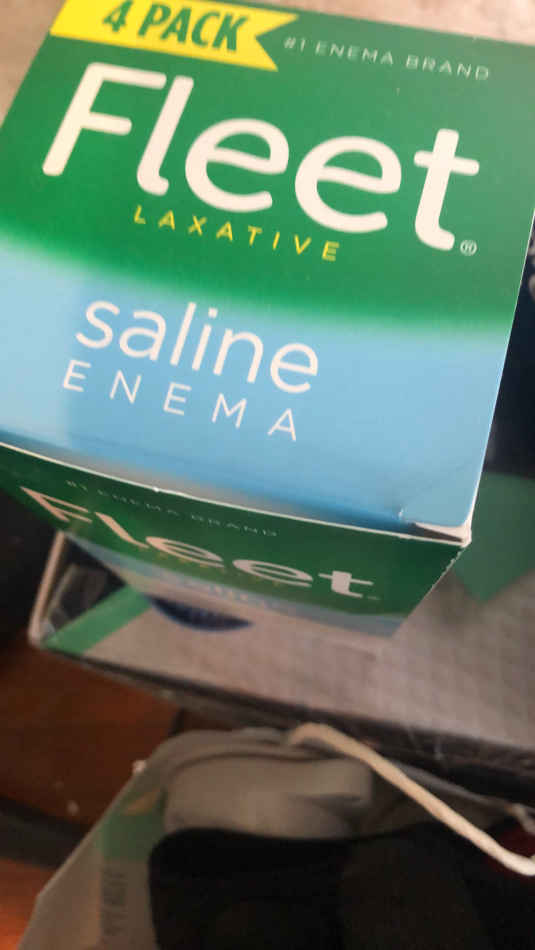 4 PACK
#1 ENEMA BRAND
Fleet®
LAXATIVE
saline
ENEMA
#1 ENEMA BRAND
Fleet